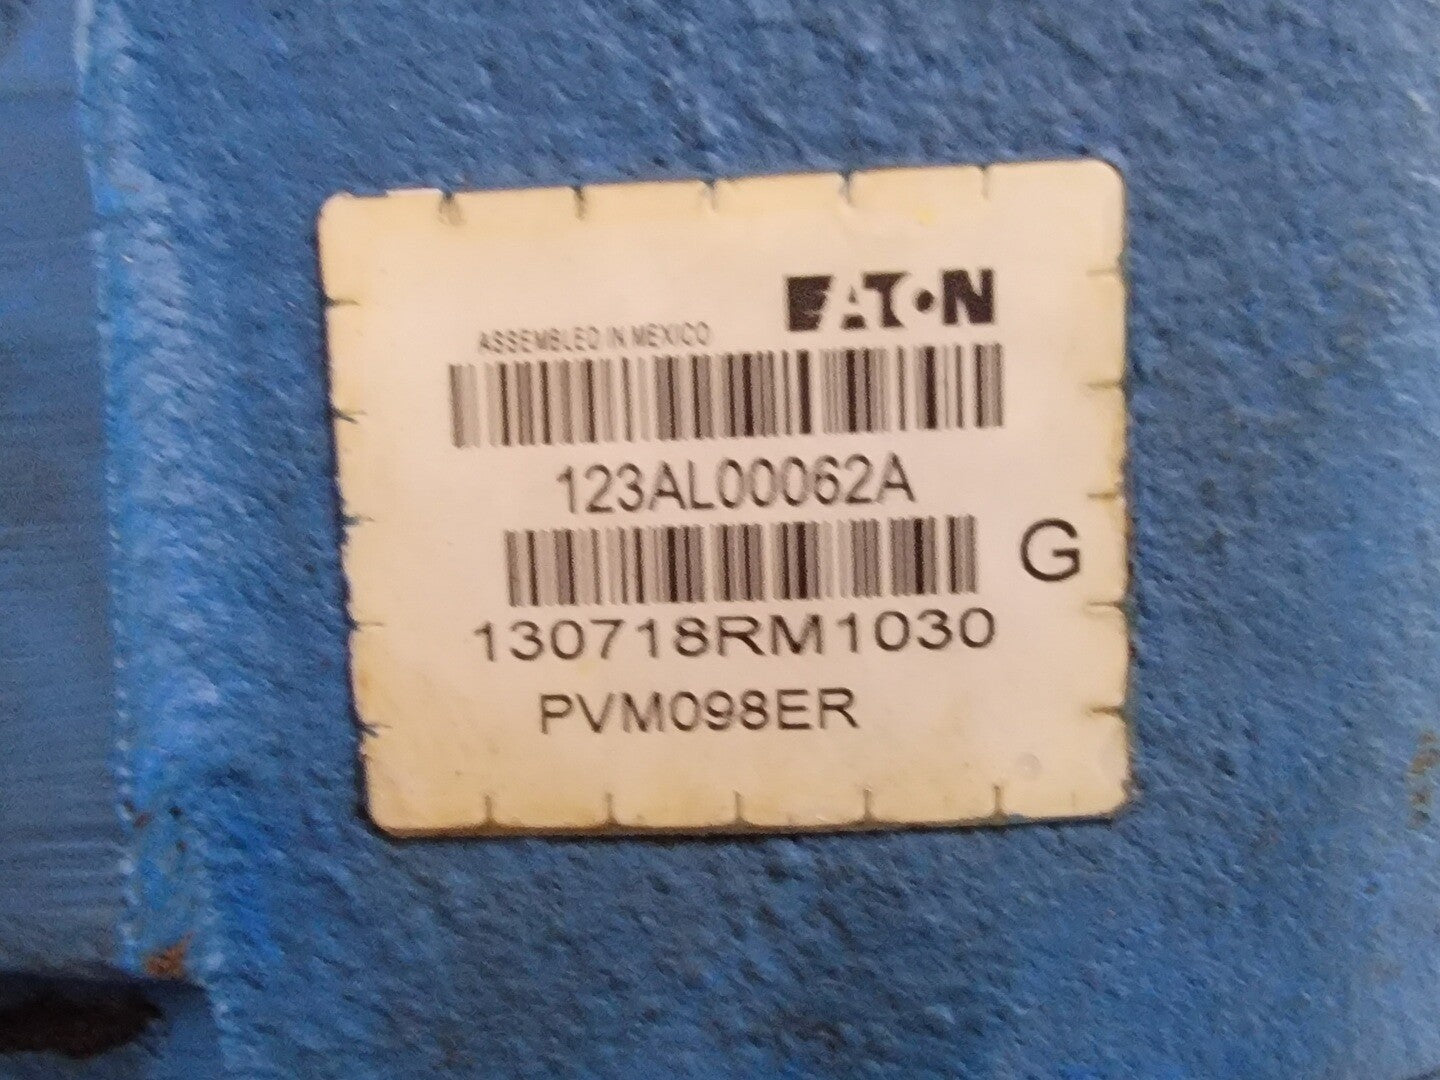 EATON
ASSEMBLED IN MEXICO
123AL00062A
G
130718RM1030
PVM098ER